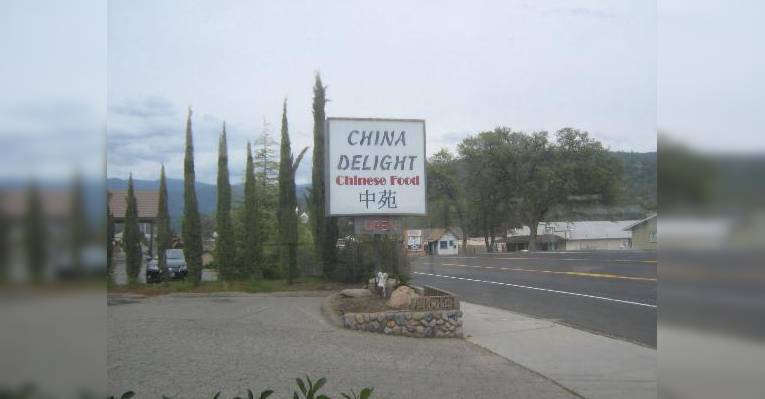 CHINA
DELIGHT
Chinese Food
中苑